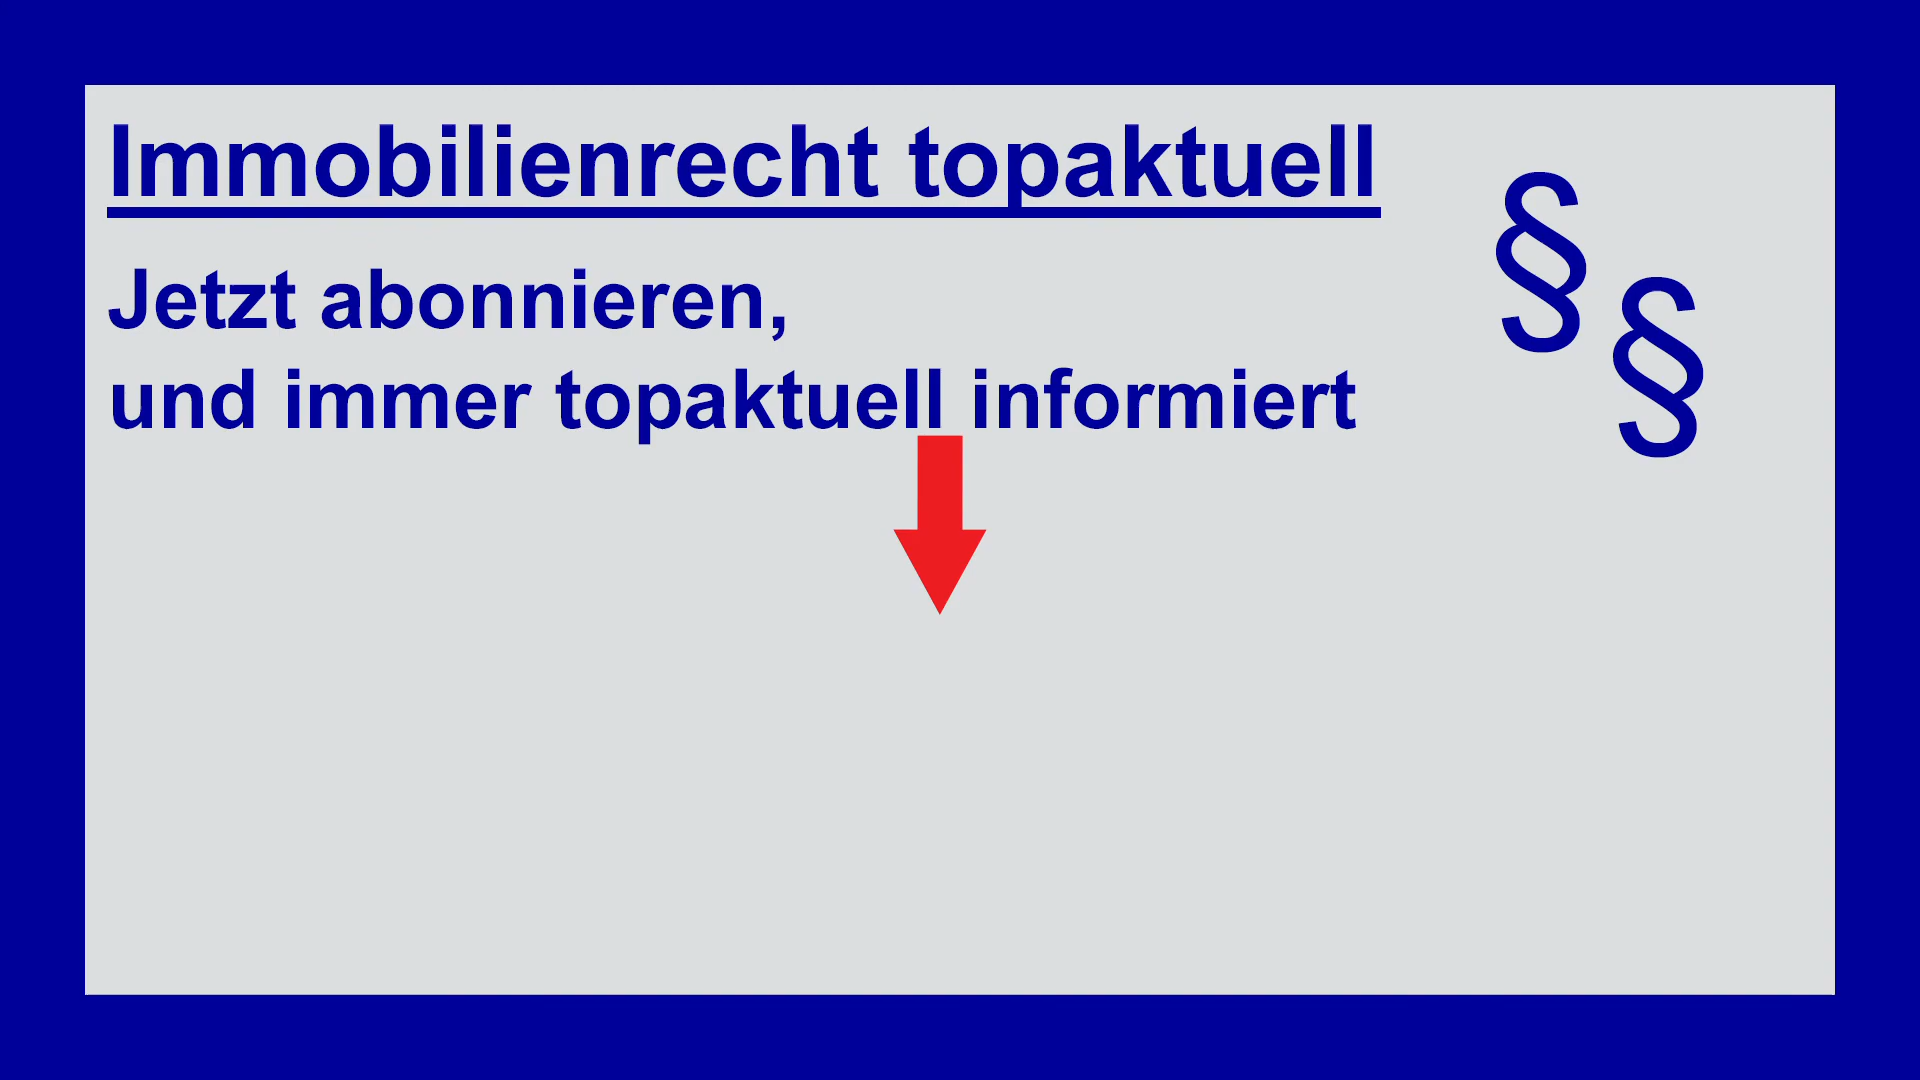 Immobilienrecht topaktuell
Jetzt abonnieren,
und immer topaktuell informiert
§
§